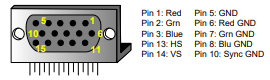 5
1
10
6
15
11
Pin 1: Red Pin 5: GND
Pin 2: Grn Pin 6: Red GND
Pin 3: Blue Pin 7: Grn GND
Pin 13: HS Pin 8: Blu GND
Pin 14: VS Pin 10: Sync GND